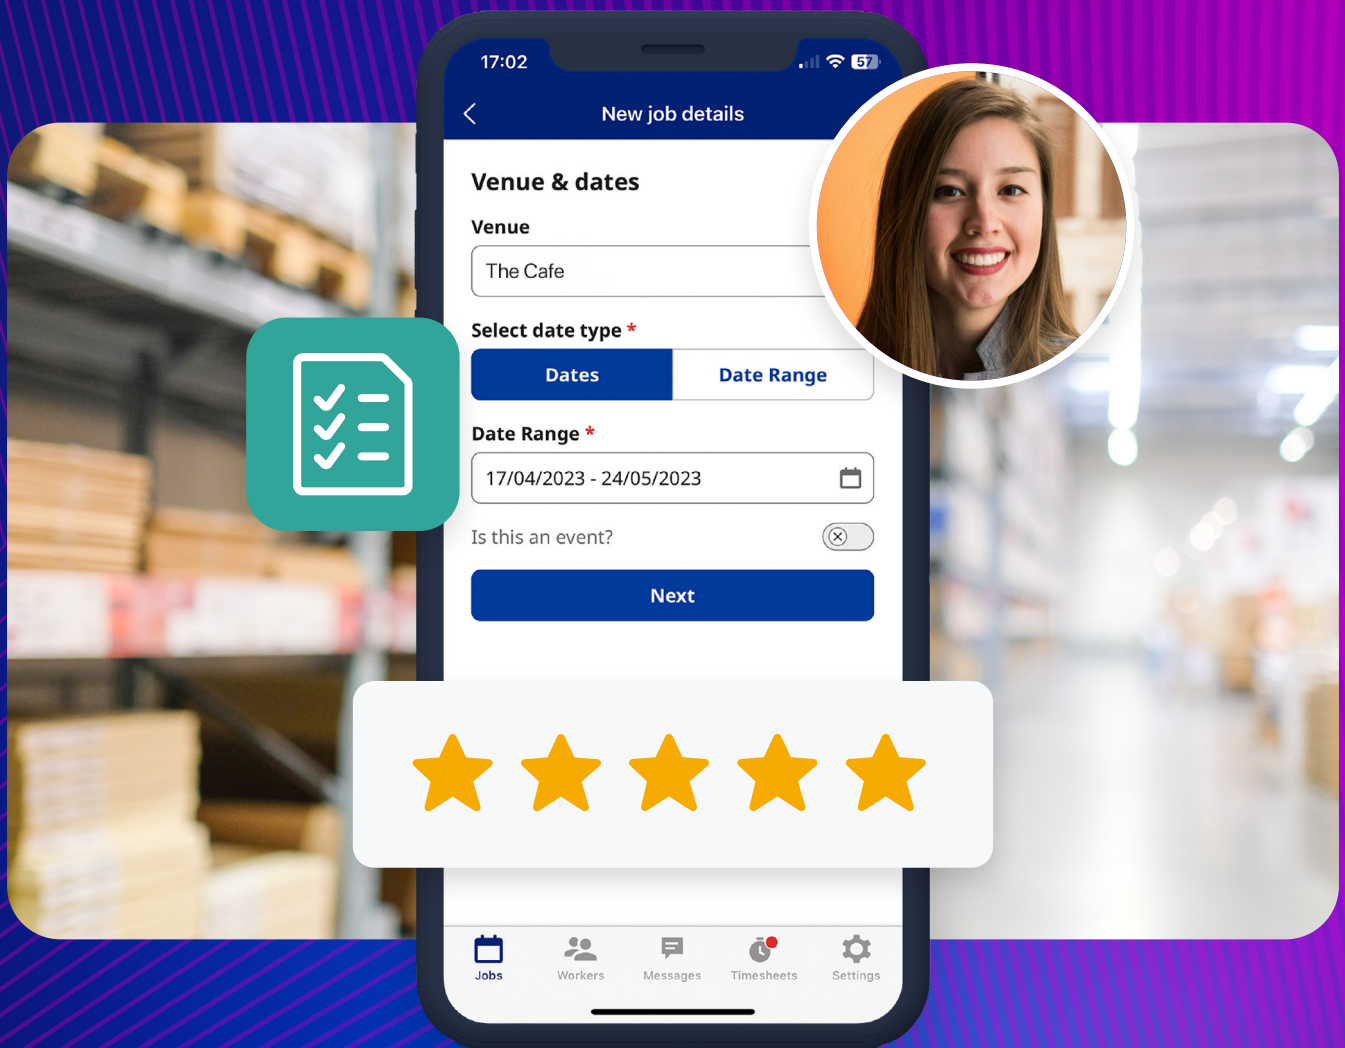 17:02
57
New job details
Venue & dates
Venue
The Cafe
Select date type *
Dates
Date Range
Date Range *
17/04/2023 - 24/05/2023
Is this an event?
Next
Jobs
Workers
Messages
Timesheets
Settings